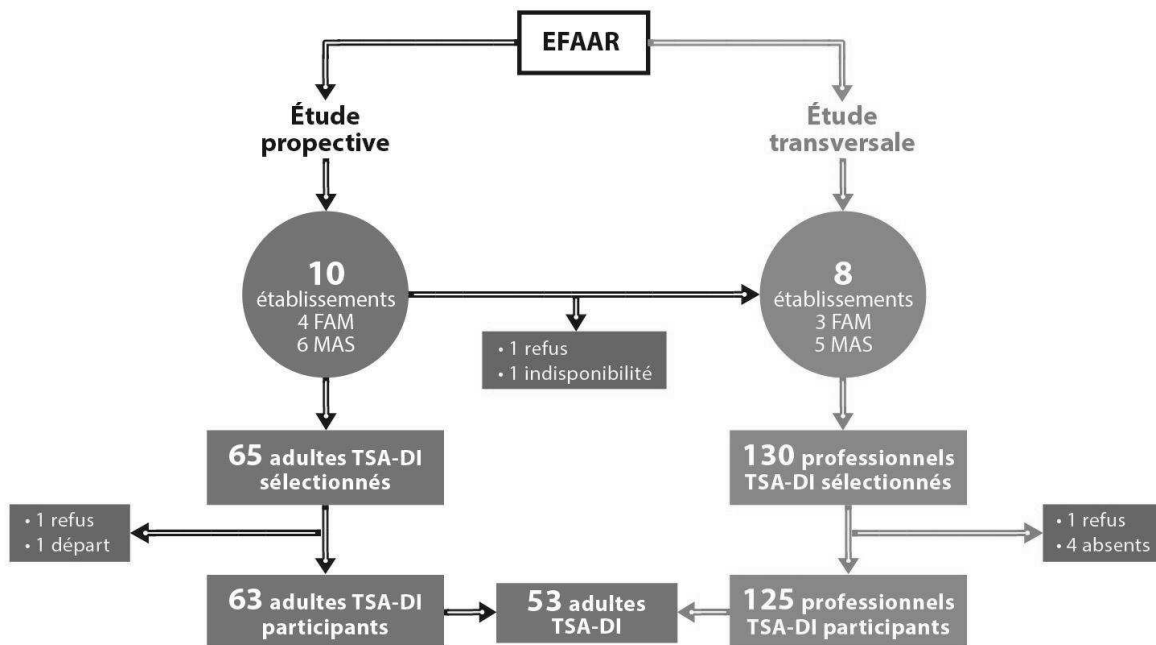 EFAAR
Étude
propective
Étude
transversale
10
établissements
4 FAM
6 MAS
8
établissements
3 FAM
5 MAS
• 1 refus
• 1 indisponibilité
65 adultes TSA-DI
sélectionnés
130 professionnels
TSA-DI sélectionnés
• 1 refus
• 1 départ
• 1 refus
• 4 absents
63 adultes TSA-DI
participants
53 adultes
TSA-DI
125 professionnels
TSA-DI participants